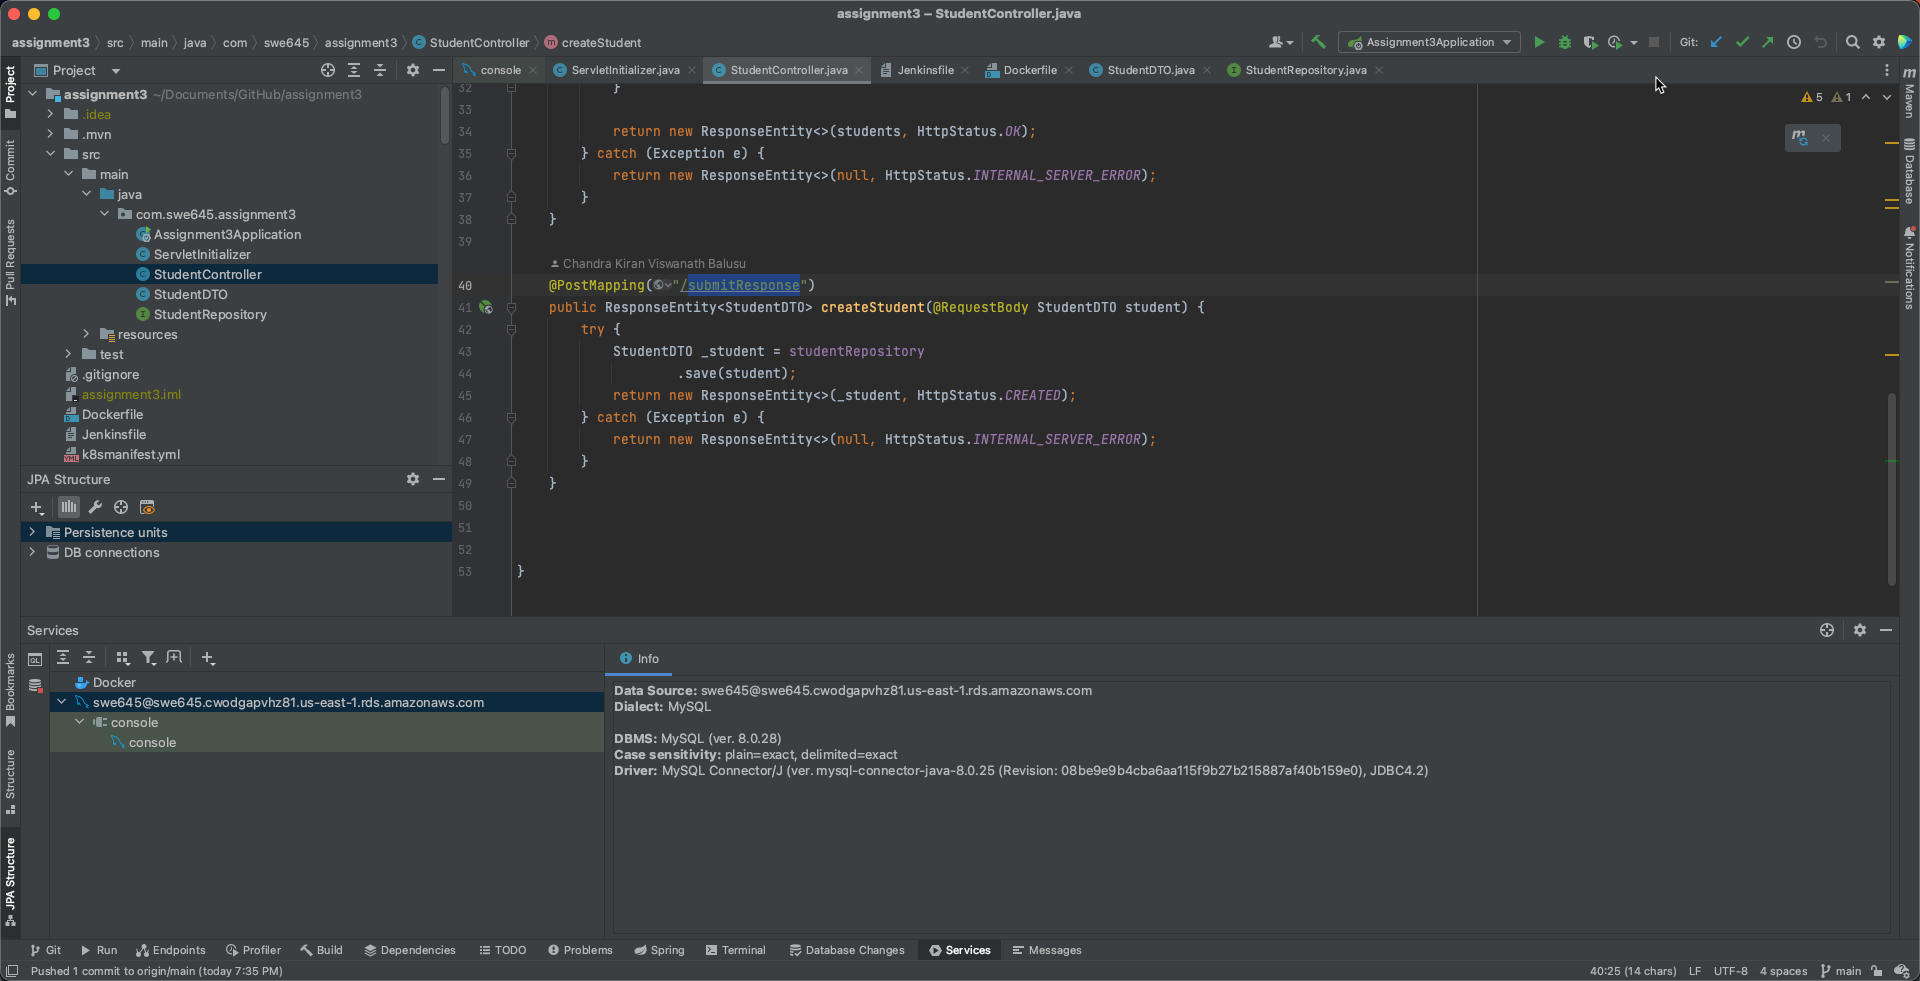 assignment3 – StudentController.java
assignment3 src main java com swe645 assignment3 StudentController createStudent
Assignment3Application
Git:
Project
console
ServletInitializer.java
StudentController.java
Jenkinsfile
Dockerfile
StudentDTO.java
StudentRepository.java
Project
Commit
Pull Requests
Bookmarks
Structure
JPA Structure
assignment3 ~/Documents/GitHub/assignment3
.idea
.mvn
src
main
java
com.swe645.assignment3
Assignment3Application
ServletInitializer
StudentController
StudentDTO
StudentRepository
resources
test
.gitignore
assignment3.iml
Dockerfile
Jenkinsfile
k8smanifest.yml
JPA Structure
Persistence units
DB connections
5 1
32 }
33
34 return new ResponseEntity<>(students, HttpStatus.OK);
35 } catch (Exception e) {
36 return new ResponseEntity<>(null, HttpStatus.INTERNAL_SERVER_ERROR);
37 }
38 }
39
Chandra Kiran Viswanath Balusu
40 @PostMapping("/submitResponse")
41 public ResponseEntity<StudentDTO> createStudent(@RequestBody StudentDTO student) {
42 try {
43 StudentDTO _student = studentRepository
44 .save(student);
45 return new ResponseEntity<>(_student, HttpStatus.CREATED);
46 } catch (Exception e) {
47 return new ResponseEntity<>(null, HttpStatus.INTERNAL_SERVER_ERROR);
48 }
49 }
50
51
52
53 }
m
Maven
Database
Notifications
Services
Docker
swe645@swe645.cwodgapvhz81.us-east-1.rds.amazonaws.com
console
console
Info
Data Source: swe645@swe645.cwodgapvhz81.us-east-1.rds.amazonaws.com
Dialect: MySQL
DBMS: MySQL (ver. 8.0.28)
Case sensitivity: plain=exact, delimited=exact
Driver: MySQL Connector/J (ver. mysql-connector-java-8.0.25 (Revision: 08be9e9b4cba6aa115f9b27b215887af40b159e0), JDBC4.2)
Git Run Endpoints Profiler Build Dependencies TODO Problems Spring Terminal Database Changes Services Messages
Pushed 1 commit to origin/main (today 7:35 PM)
40:25 (14 chars) LF UTF-8 4 spaces main